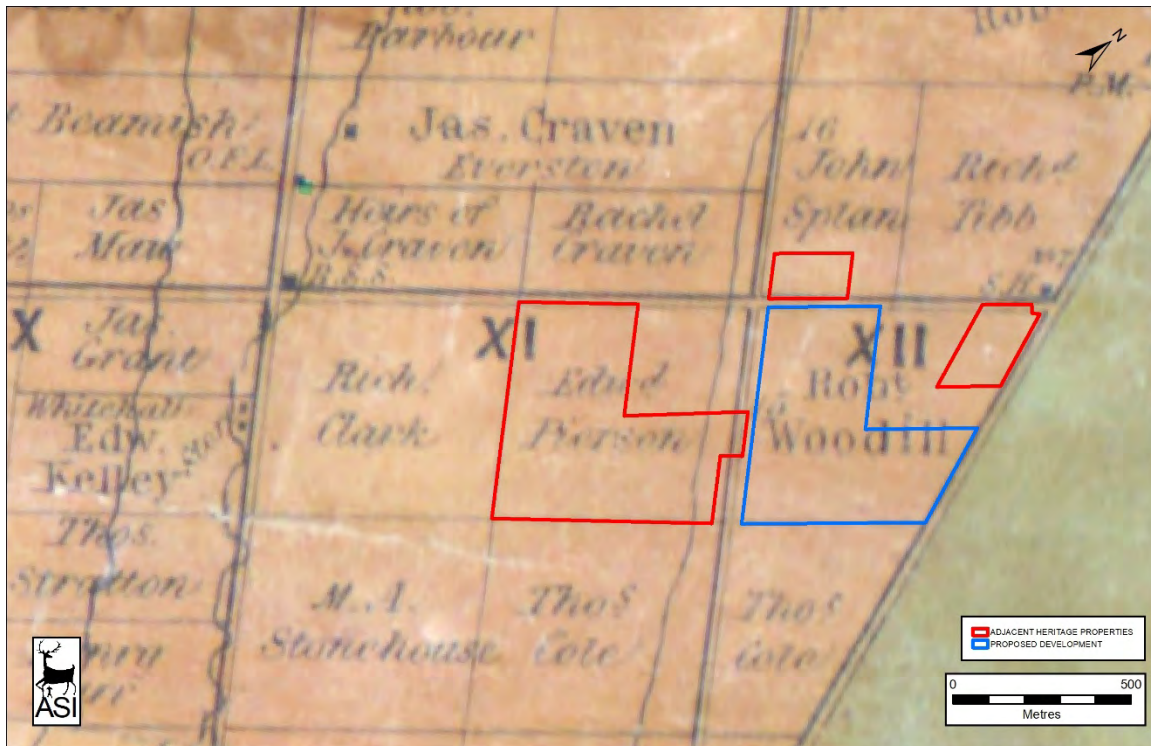 Barbour
Rob
N
P.M.
Beamish
O.F.L.
Jas. Craven
Everston
16
John
Splan
Richd
Tibb
Jas
Heirs of
J. Craven
Rachel
Craven
B.S.S.
S.H.
X
Jas.
Grant
XI
Rich.
Clark
Edwd
Pierson
XII
Robt
Woodill
Whitehall
Edw.
Kelley
Thos.
Stratton
M.A.
Stonehouse
Thos
Cole
Thos
Cole
ADJACENT HERITAGE PROPERTIES
PROPOSED DEVELOPMENT
0 500
Metres
ASI